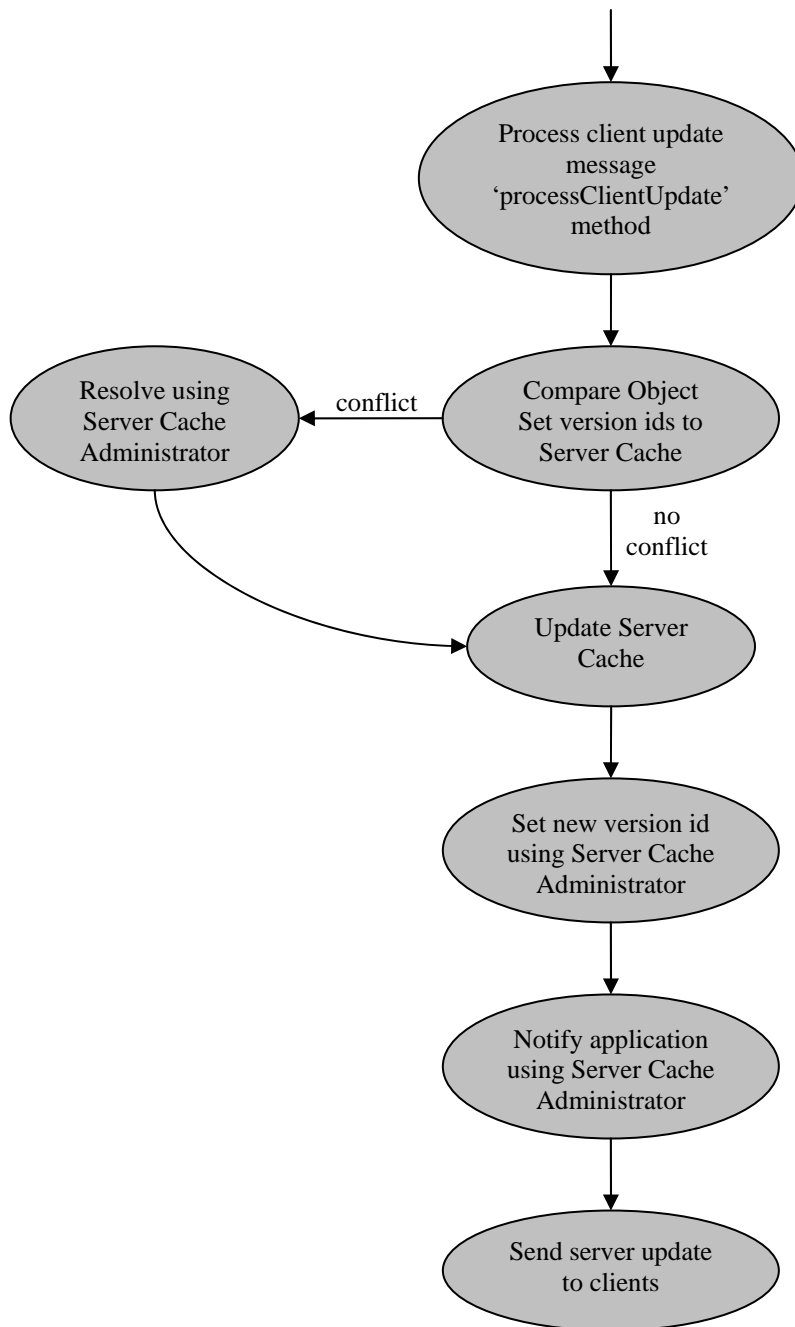 Process client update
message
‘processClientUpdate’
method
Resolve using
Server Cache
Administrator
conflict
Compare Object
Set version ids to
Server Cache
no
conflict
Update Server
Cache
Set new version id
using Server Cache
Administrator
Notify application
using Server Cache
Administrator
Send server update
to clients